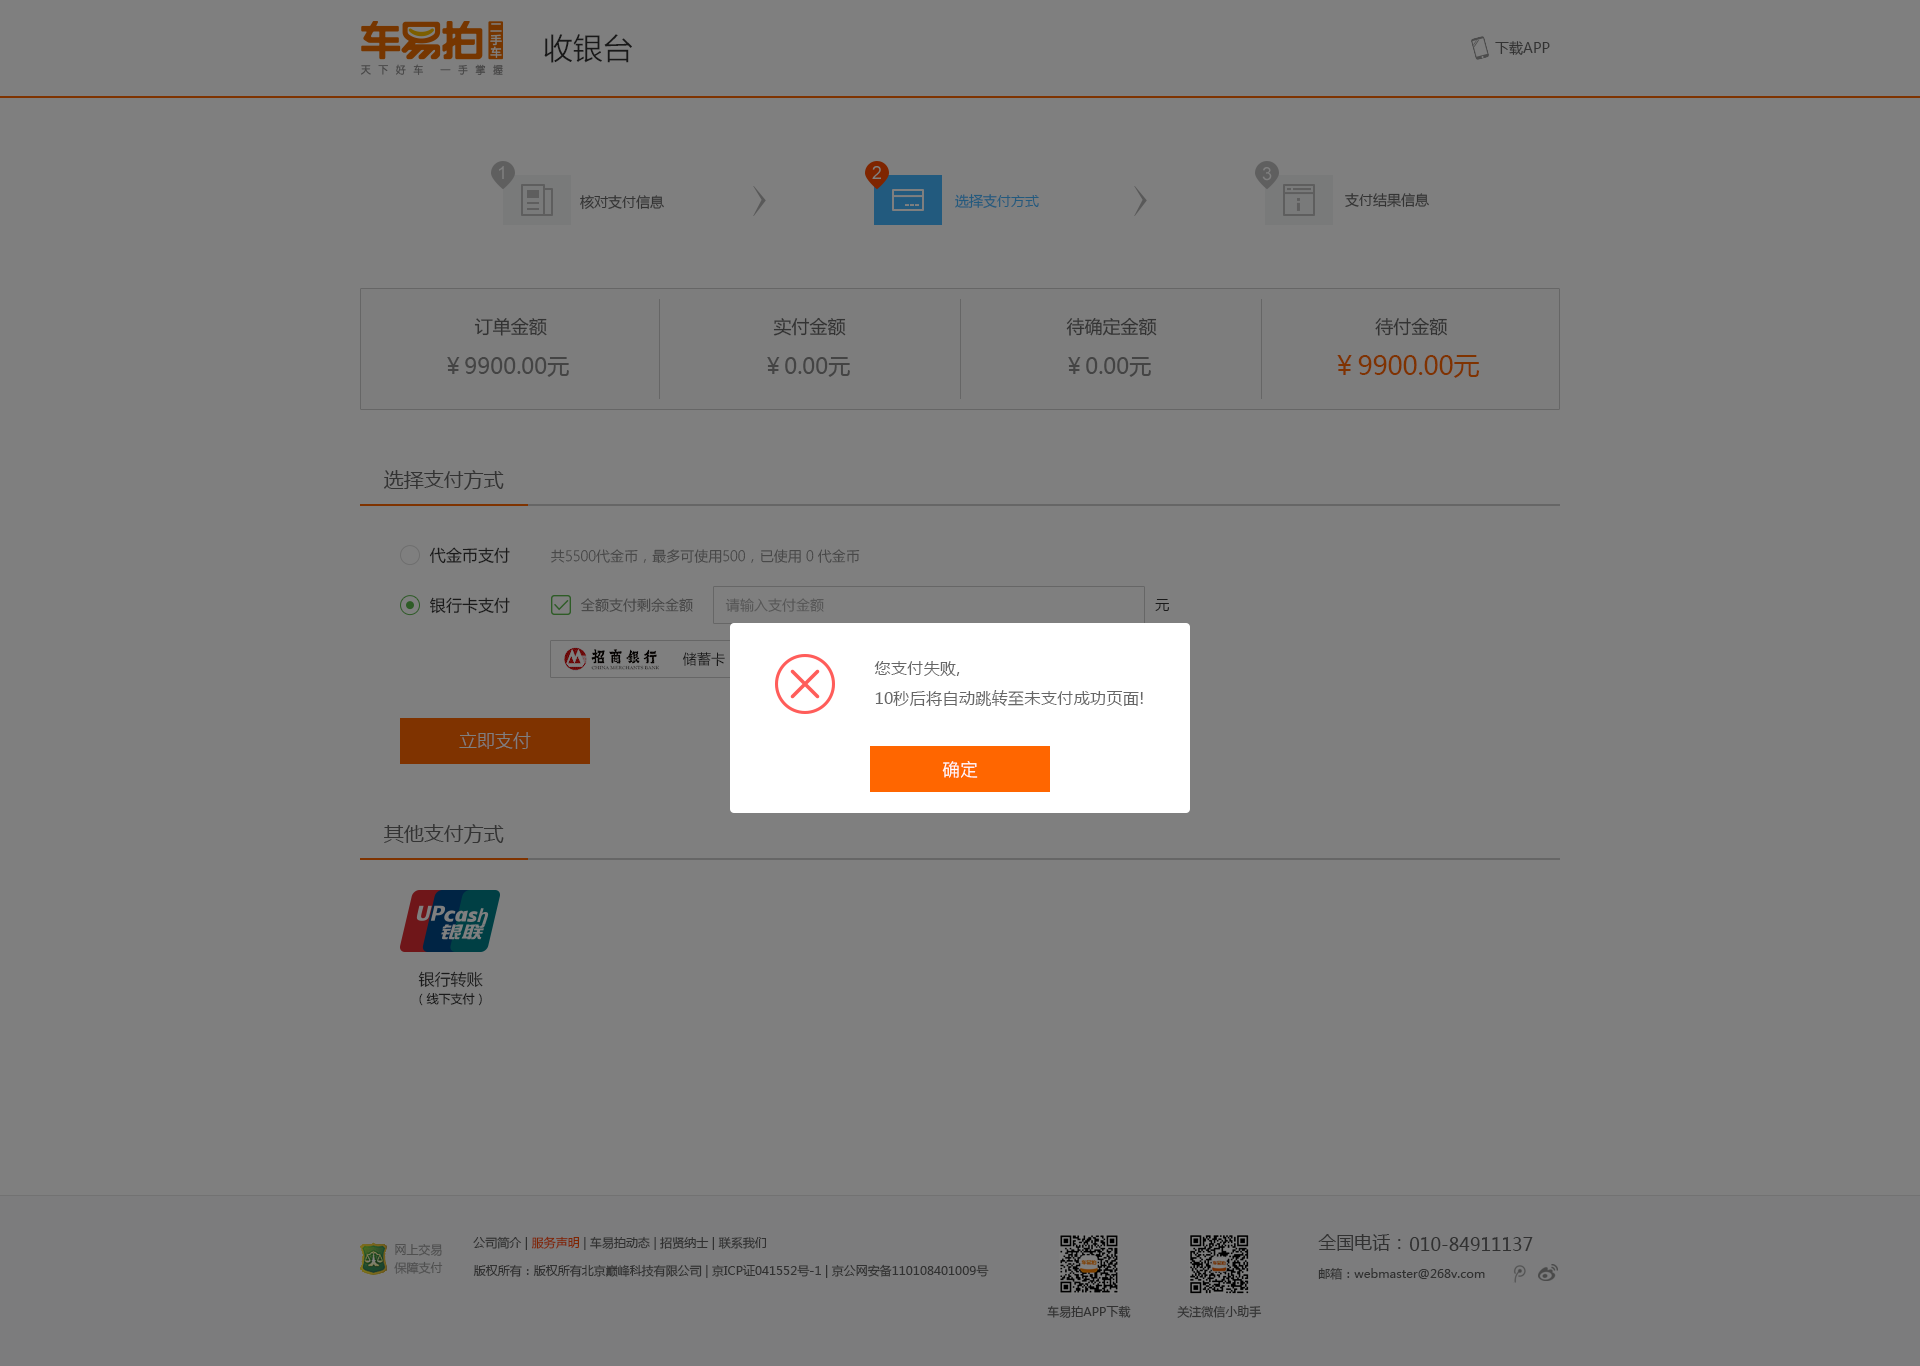 车易拍 二手车
天下好车 一手掌握
收银台
下载APP
1
核对支付信息
2
选择支付方式
3
支付结果信息
订单金额
¥ 9900.00元
实付金额
¥ 0.00元
待确定金额
¥ 0.00元
待付金额
¥ 9900.00元
选择支付方式
代金币支付
共5500代金币，最多可使用500，已使用 0 代金币
银行卡支付
全额支付剩余金额
请输入支付金额
元
招商银行
CHINA MERCHANTS BANK
储蓄卡
您支付失败,
10秒后将自动跳转至未支付成功页面!
确定
立即支付
其他支付方式
UPcash
银联
银行转账
（线下支付）
网上交易
保障支付
公司简介 | 服务声明 | 车易拍动态 | 招贤纳士 | 联系我们
版权所有：版权所有北京巅峰科技有限公司 | 京ICP证041552号-1 | 京公网安备110108401009号
车易拍APP下载
关注微信小助手
全国电话：010-84911137
邮箱：webmaster@268v.com